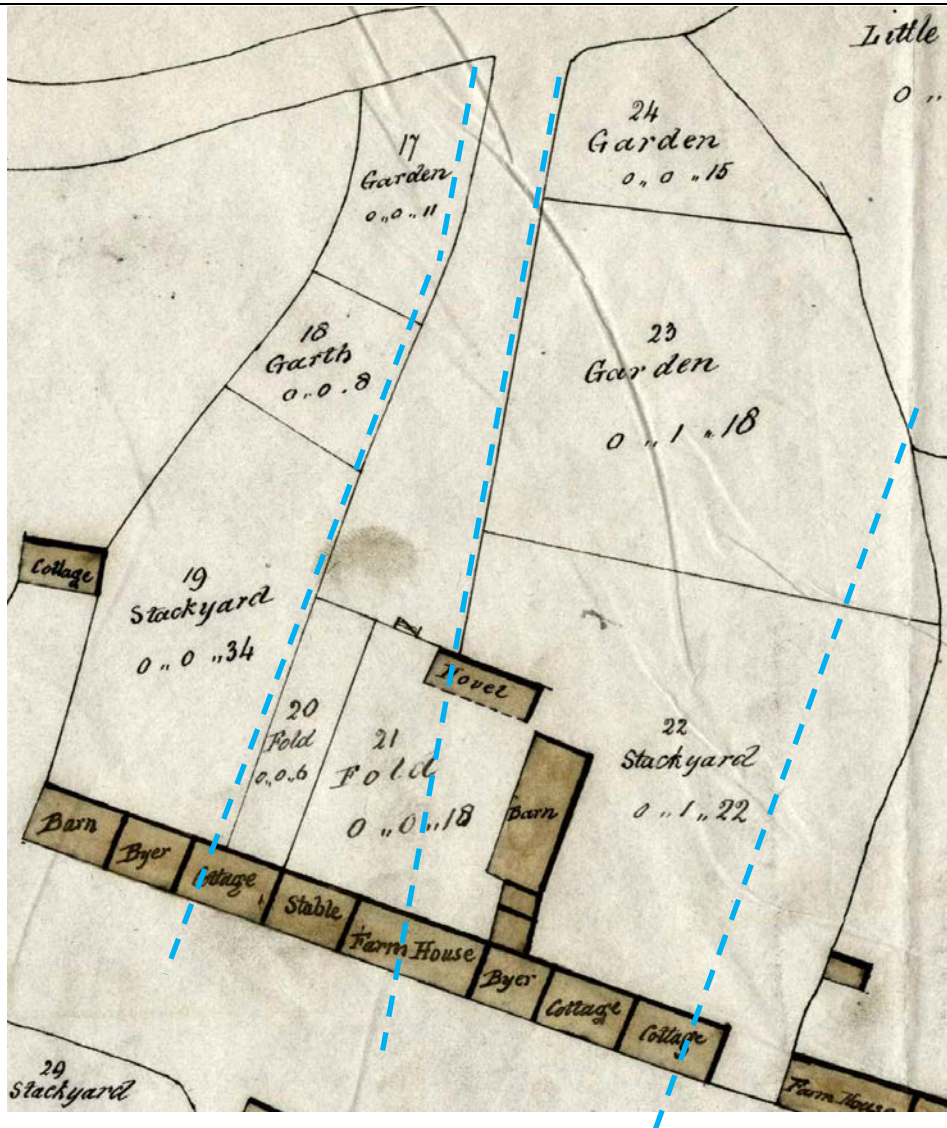 Little
0 ,,
24
Garden
0 ,, 0 ,, 15
17
Garden
0 ,, 0 ,, 11
23
Garden
0 ,, 1 ,, 18
18
Garth
0 ,, 0 ,, 8
Cottage
19
Stackyard
0 ,, 0 ,, 34
Hovel
20
Fold
0 ,, 0 ,, 6
21
Fold
0 ,, 0 ,, 18
22
Stackyard
0 ,, 1 ,, 22
Barn
Barn
Byer
Cottage
Stable
Farm House
Byer
Cottage
Cottage
29
Stackyard
Farm House